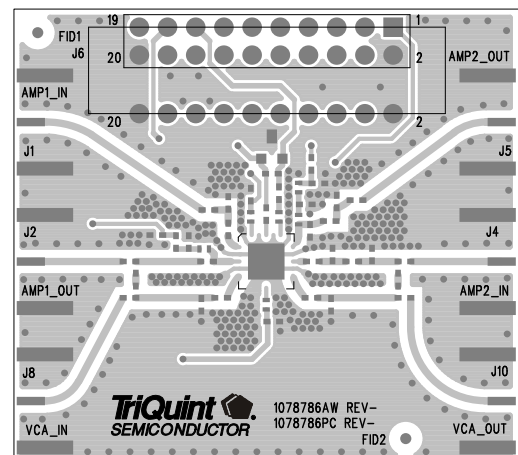 19 1
FID1
J6
20 2
AMP2_OUT
AMP1_IN
20 2
J1 J5
J2 J4
AMP1_OUT AMP2_IN
J8 J10
TriQuint
SEMICONDUCTOR
1078786AW REV-
1078786PC REV-
VCA_IN VCA_OUT
FID2